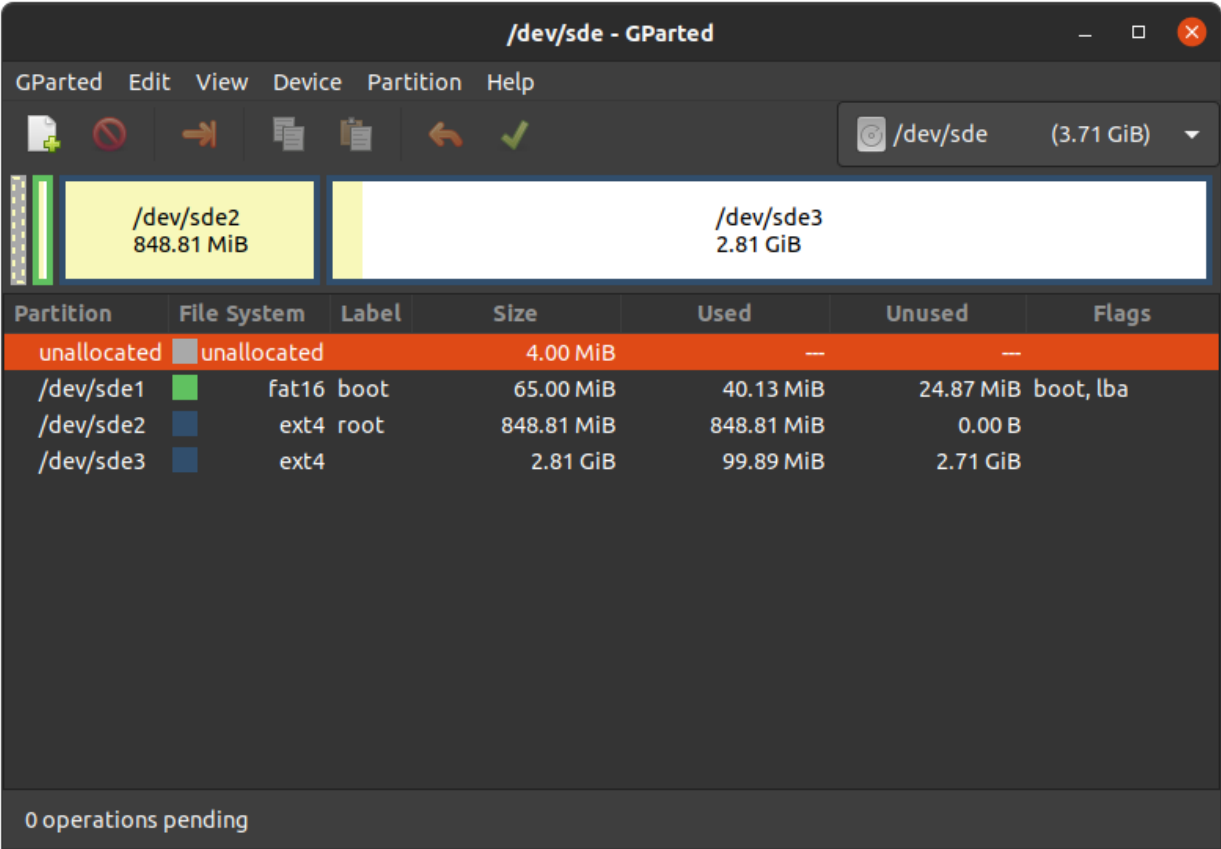 /dev/sde - GParted
GParted Edit View Device Partition Help
/dev/sde (3.71 GiB)
/dev/sde2
848.81 MiB
/dev/sde3
2.81 GiB
Partition File System Label Size Used Unused Flags
unallocated unallocated 4.00 MiB --- ---
/dev/sde1 fat16 boot 65.00 MiB 40.13 MiB 24.87 MiB boot, lba
/dev/sde2 ext4 root 848.81 MiB 848.81 MiB 0.00 B
/dev/sde3 ext4 2.81 GiB 99.89 MiB 2.71 GiB
0 operations pending